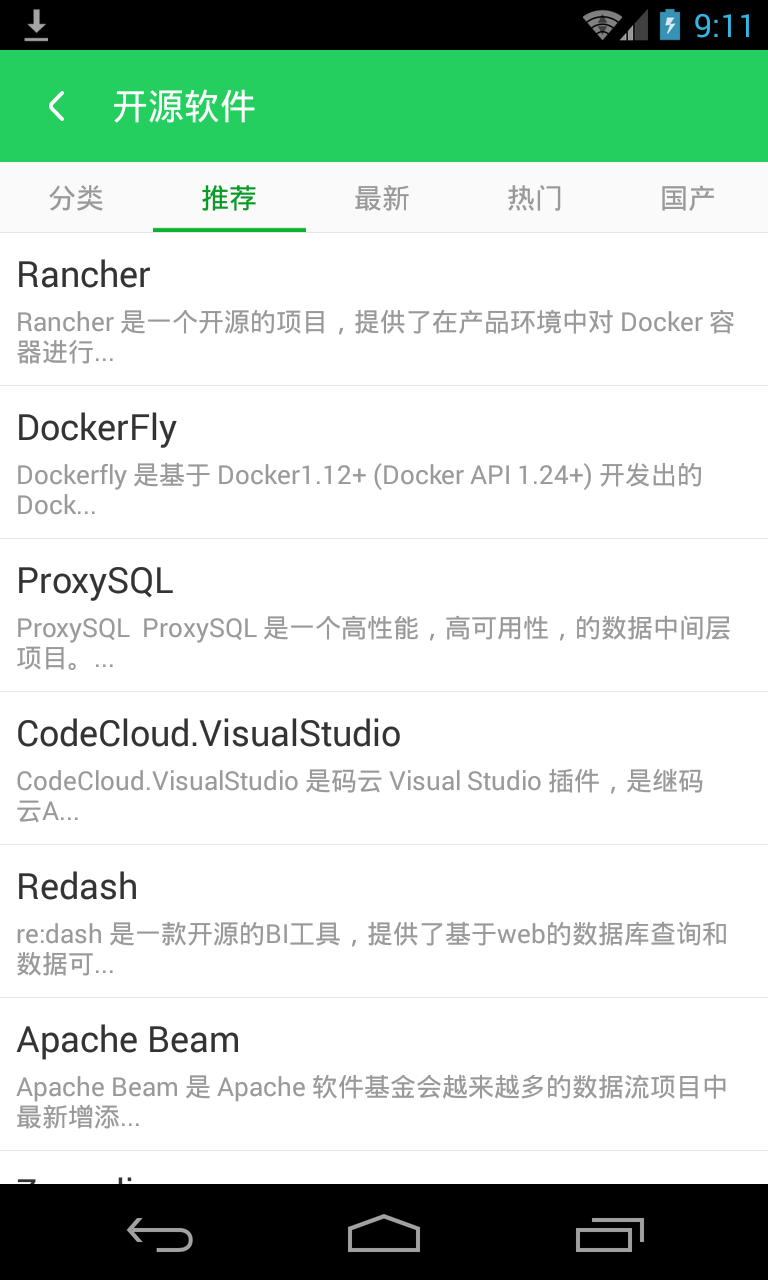 9:11
开源软件
分类 推荐 最新 热门 国产
Rancher
Rancher 是一个开源的项目，提供了在产品环境中对 Docker 容
器进行...
DockerFly
Dockerfly 是基于 Docker1.12+ (Docker API 1.24+) 开发出的
Dock...
ProxySQL
ProxySQL  ProxySQL 是一个高性能，高可用性，的数据中间层
项目。...
CodeCloud.VisualStudio
CodeCloud.VisualStudio 是码云 Visual Studio 插件，是继码
云A...
Redash
re:dash 是一款开源的BI工具，提供了基于web的数据库查询和
数据可...
Apache Beam
Apache Beam 是 Apache 软件基金会越来越多的数据流项目中
最新增添...